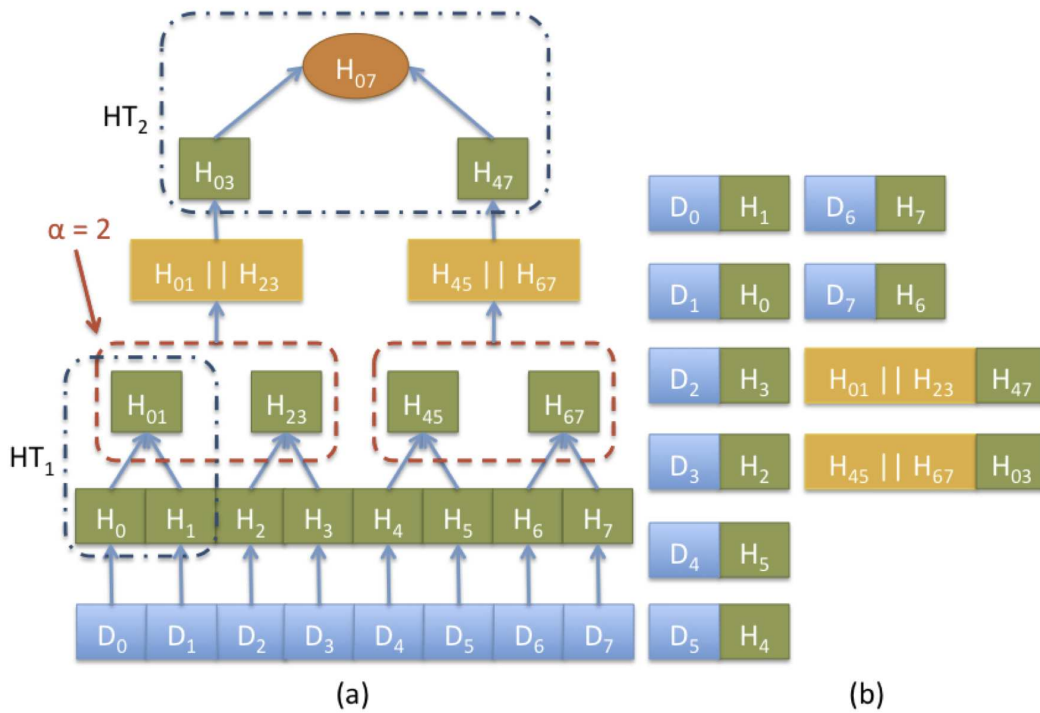 H₀₇
HT₂
H₀₃ H₄₇
α = 2
H₀₁ || H₂₃ H₄₅ || H₆₇
H₀₁ H₂₃ H₄₅ H₆₇
HT₁
H₀ H₁ H₂ H₃ H₄ H₅ H₆ H₇
D₀ D₁ D₂ D₃ D₄ D₅ D₆ D₇
(a)
D₀ H₁ D₆ H₇
D₁ H₀ D₇ H₆
D₂ H₃ H₀₁ || H₂₃ H₄₇
D₃ H₂ H₄₅ || H₆₇ H₀₃
D₄ H₅
D₅ H₄
(b)